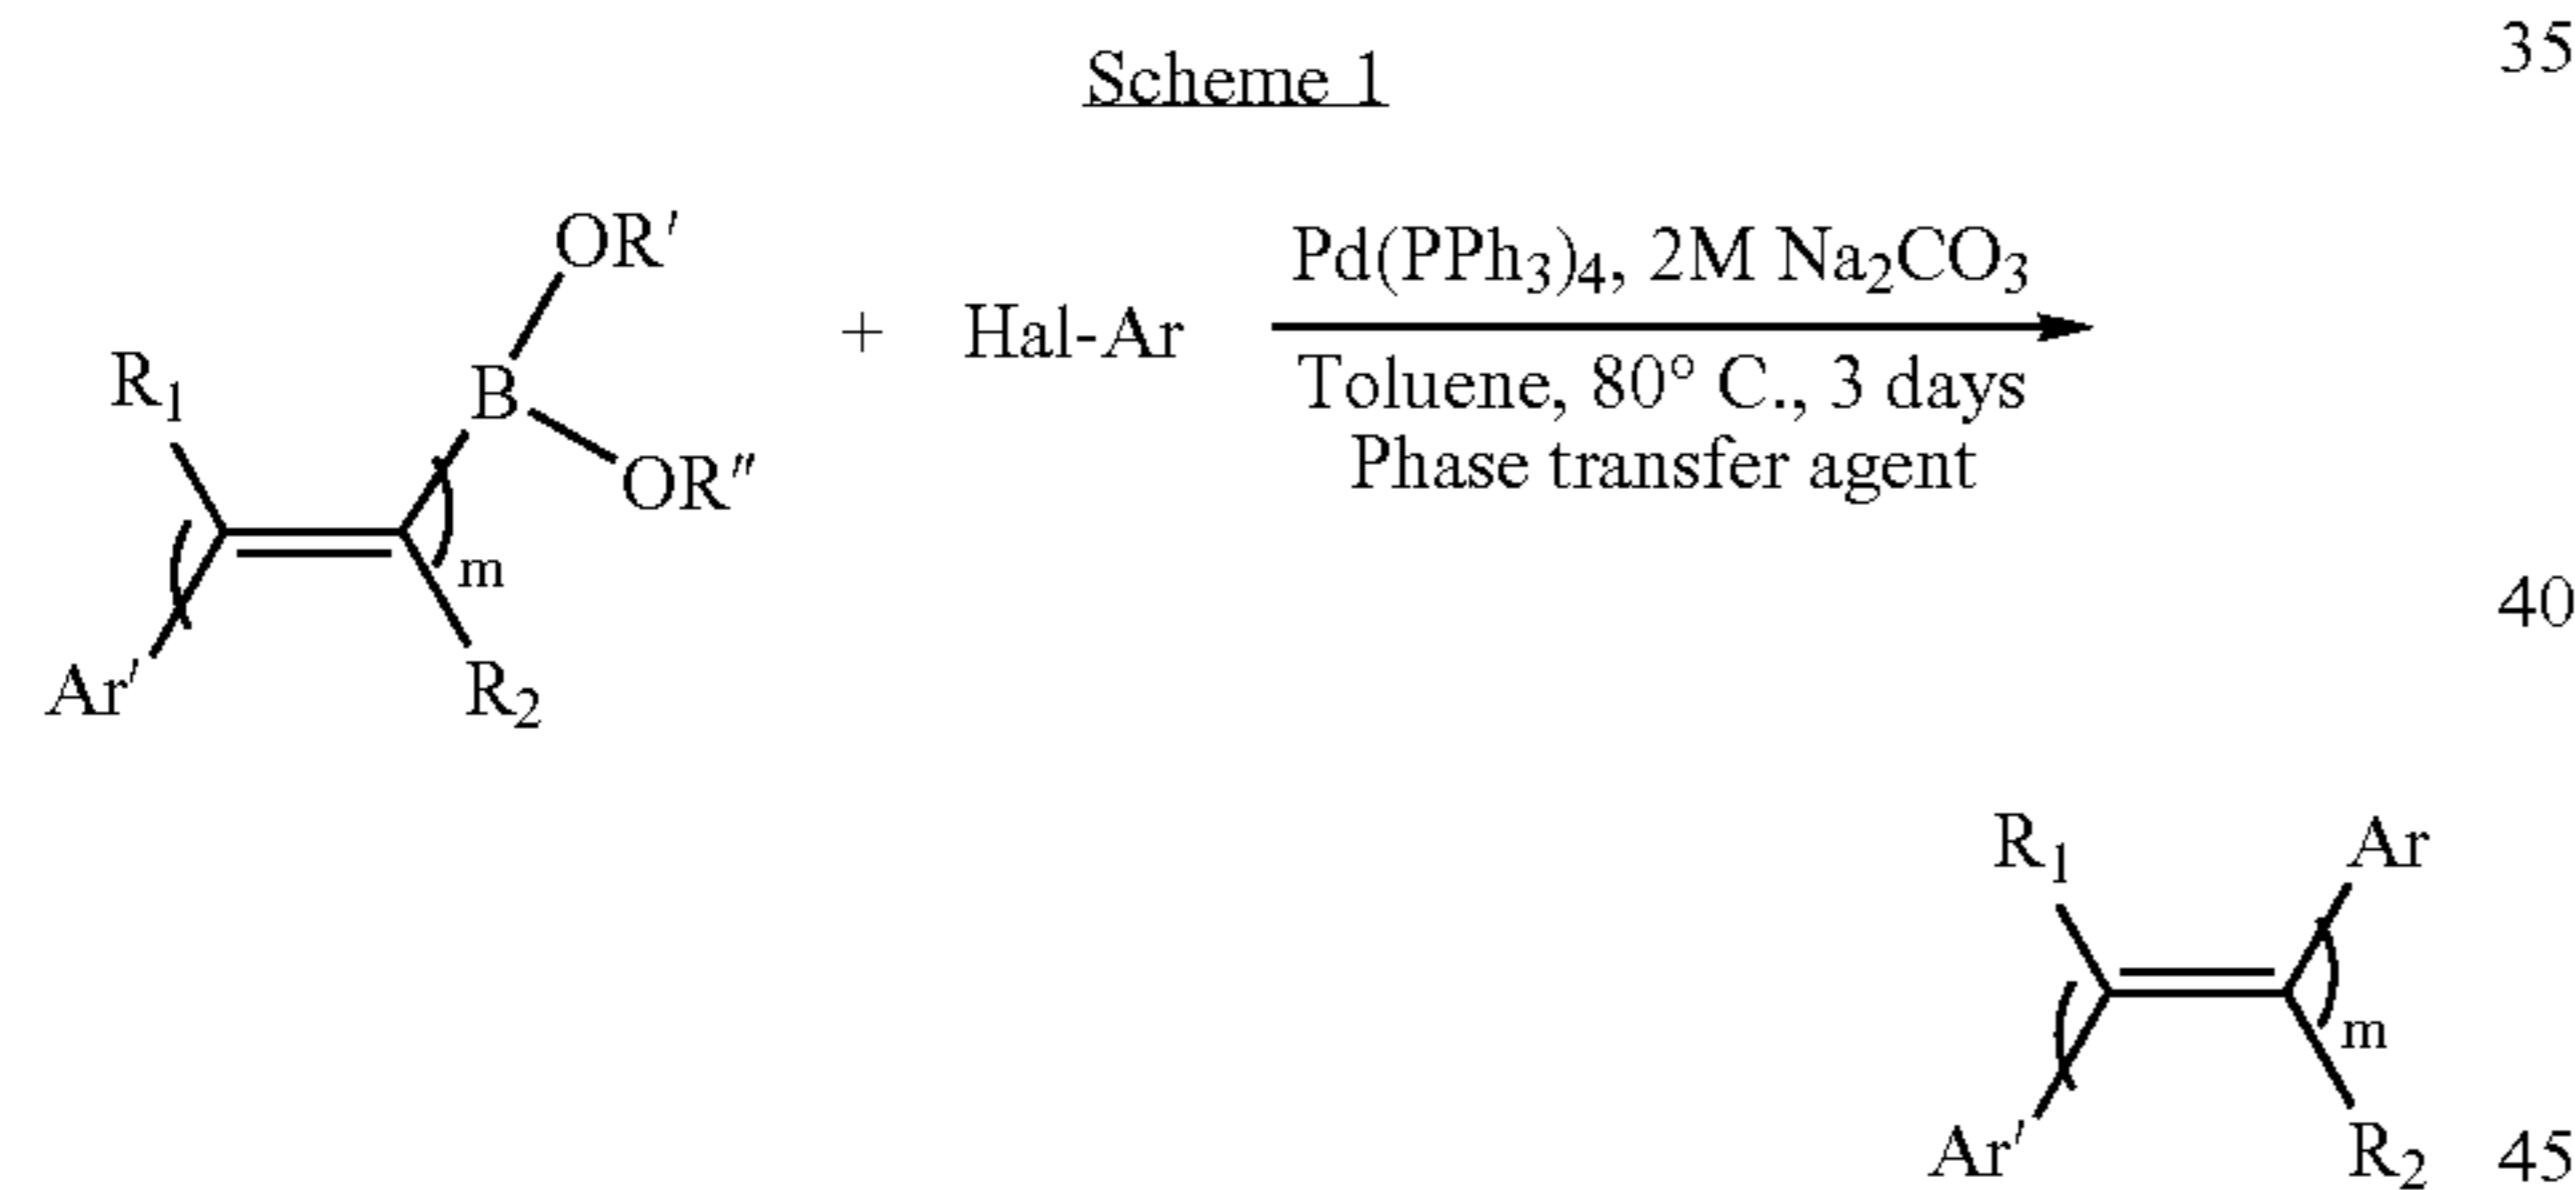 35
Scheme 1
OR′
Pd(PPh3)4, 2M Na2CO3
R1
B
+ Hal-Ar
Toluene, 80° C., 3 days
OR″
Phase transfer agent
m
40
Ar′
R2
R1
Ar
m
Ar′
R2
45